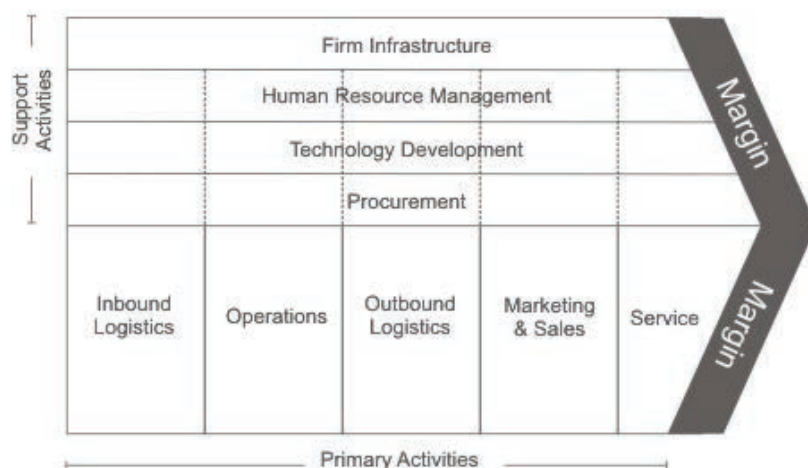 Support
Activities
Firm Infrastructure
Human Resource Management
Technology Development
Procurement
Inbound
Logistics
Operations
Outbound
Logistics
Marketing
& Sales
Service
Margin
Margin
Primary Activities